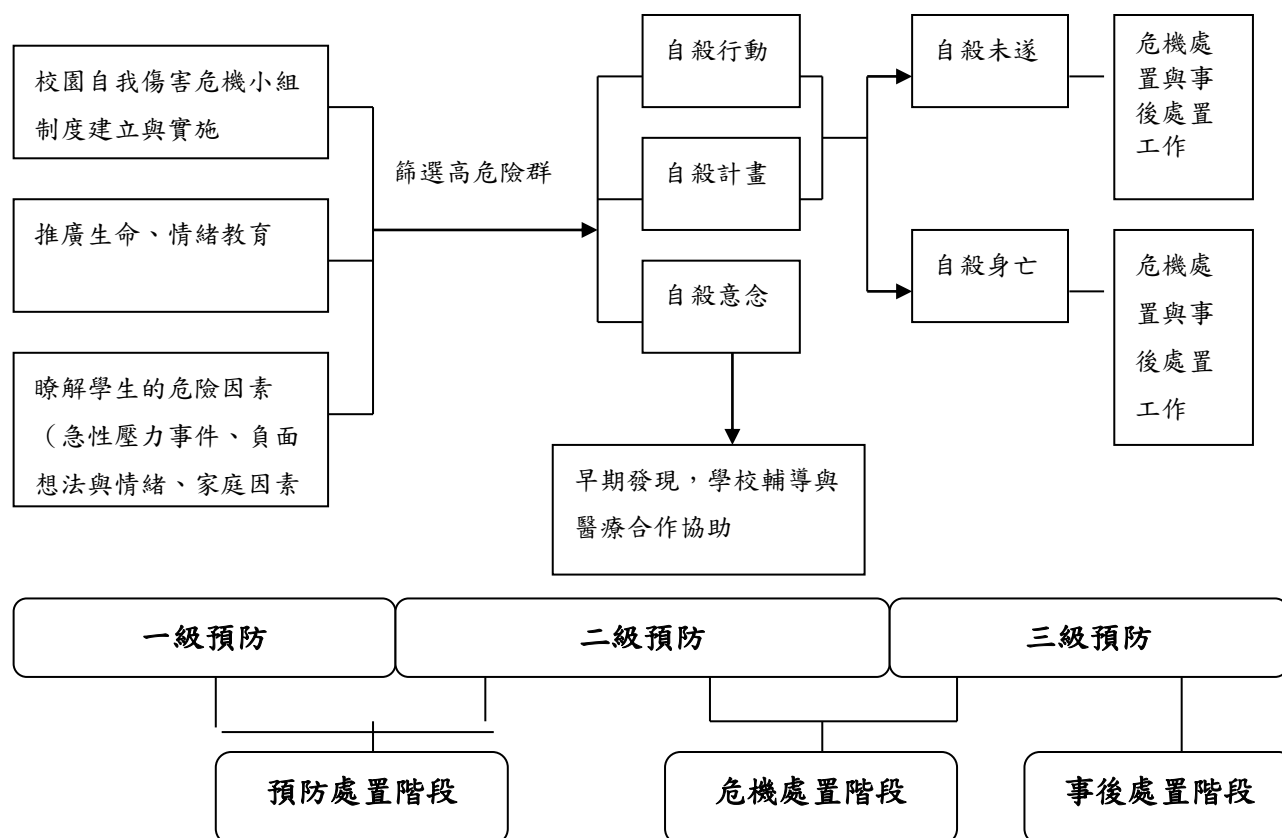 校園自我傷害危機小組
制度建立與實施
推廣生命、情緒教育
瞭解學生的危險因素
（急性壓力事件、負面
想法與情緒、家庭因素
篩選高危險群
自殺行動
自殺計畫
自殺意念
早期發現，學校輔導與
醫療合作協助
自殺未遂
自殺身亡
危機處
置與事
後處置
工作
危機處
置與事
後處置
工作
一級預防
二級預防
三級預防
預防處置階段
危機處置階段
事後處置階段